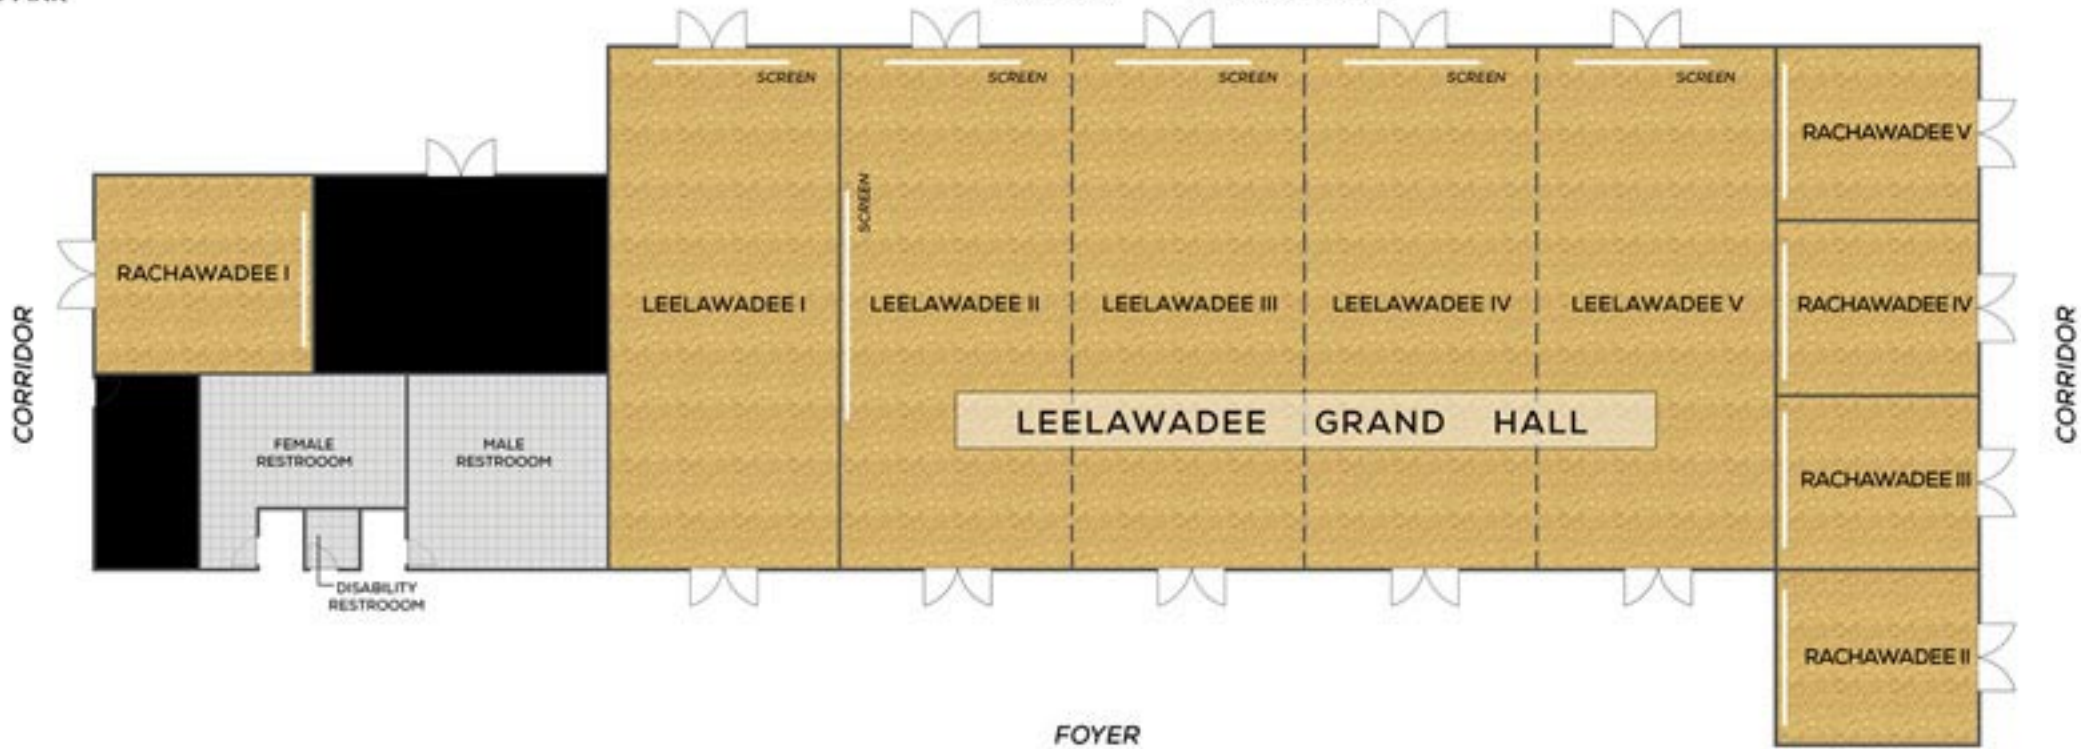 SCREEN
SCREEN
SCREEN
SCREEN
SCREEN
RACHAWADEE V
SCREEN
RACHAWADEE I
LEELAWADEE I
LEELAWADEE II
LEELAWADEE III
LEELAWADEE IV
LEELAWADEE V
RACHAWADEE IV
CORRIDOR
CORRIDOR
LEELAWADEE GRAND HALL
FEMALE
RESTROOOM
MALE
RESTROOOM
RACHAWADEE III
DISABILITY
RESTROOOM
RACHAWADEE II
FOYER